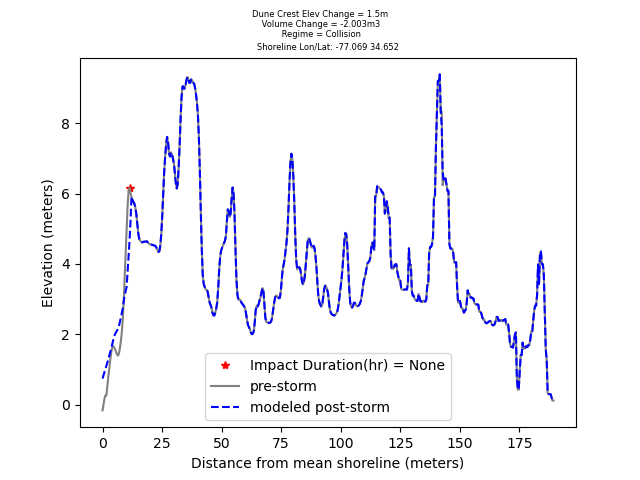 Dune Crest Elev Change = 1.5m
Volume Change = -2.003m3
Regime = Collision
Shoreline Lon/Lat: -77.069 34.652
8
6
4
2
0
Elevation (meters)
Impact Duration(hr) = None
pre-storm
modeled post-storm
0 25 50 75 100 125 150 175
Distance from mean shoreline (meters)